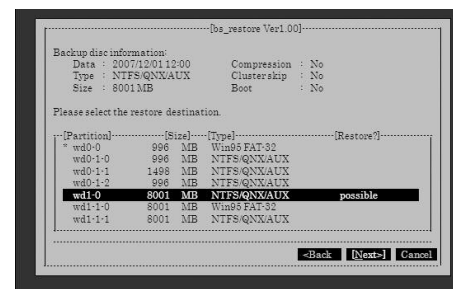 [bs_restore Ver1.00]
Backup disc information:
Data : 2007/12/01 12:00 Compression : No
Type : NTFS/QNX/AUX Cluster skip : No
Size : 8001 MB Boot : No
Please select the restore destination.
[Partition] [Size] [Type] [Restore?]
* wd0-0 996 MB Win95 FAT-32
wd0-1-0 996 MB NTFS/QNX/AUX
wd0-1-1 1498 MB NTFS/QNX/AUX
wd0-1-2 996 MB NTFS/QNX/AUX
wd1-0 8001 MB NTFS/QNX/AUX possible
wd1-1-0 8001 MB Win95 FAT-32
wd1-1-1 8001 MB NTFS/QNX/AUX
<Back [Next>] Cancel